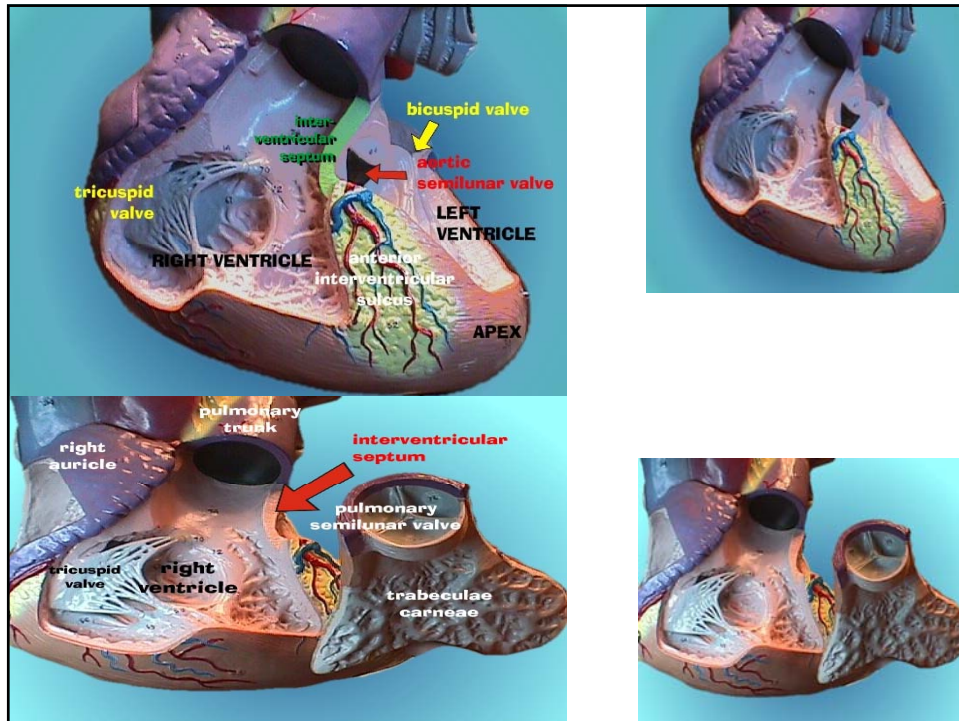 bicuspid valve
inter-
ventricular
septum
aortic
semilunar valve
tricuspid
valve
LEFT
VENTRICLE
RIGHT VENTRICLE
anterior
interventricular
sulcus
APEX
pulmonary
trunk
right
auricle
interventricular
septum
pulmonary
semilunar valve
tricuspid
valve
right
ventricle
trabeculae
carneae